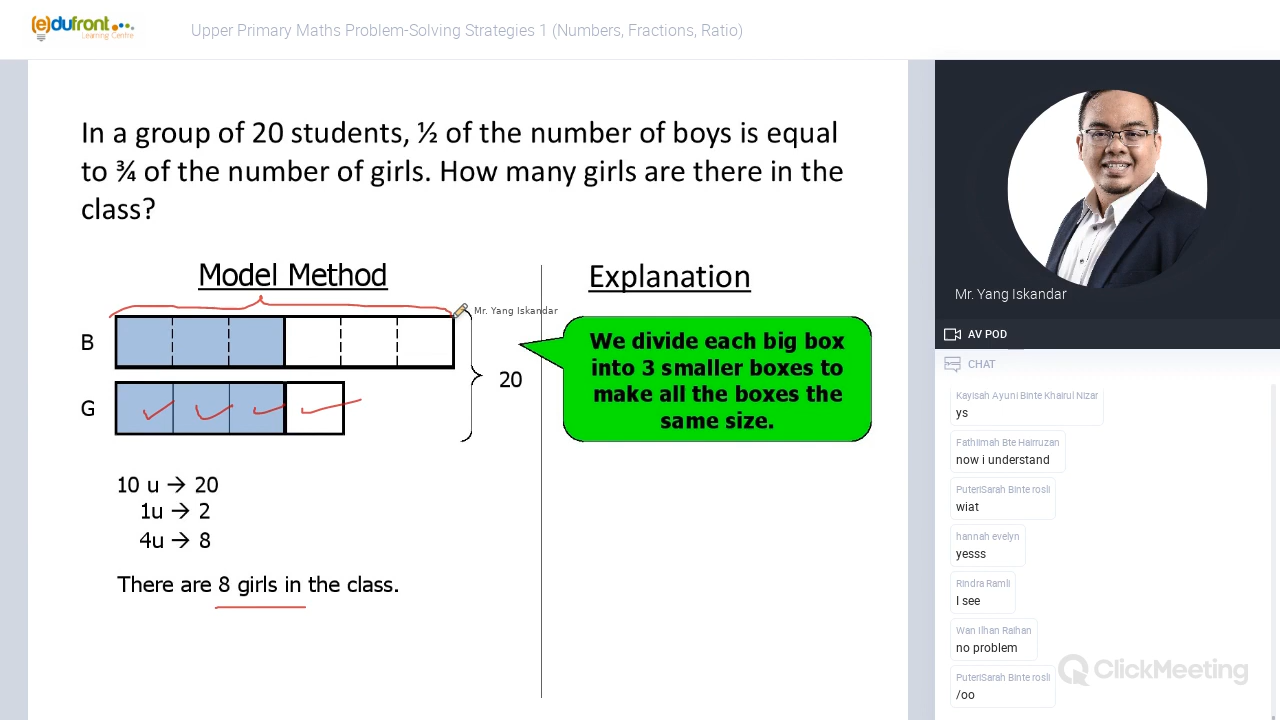 (e)dufront
Learning Centre
Upper Primary Maths Problem-Solving Strategies 1 (Numbers, Fractions, Ratio)
In a group of 20 students, ½ of the number of boys is equal
to ¾ of the number of girls. How many girls are there in the
class?
Model Method
Explanation
Mr. Yang Iskandar
B
G
20
We divide each big box
into 3 smaller boxes to
make all the boxes the
same size.
10 u → 20
1u → 2
4u → 8
There are 8 girls in the class.
Mr. Yang Iskandar
AV POD
CHAT
Kayisah Ayuni Binte Khairul Nizar
ys
Fathiimah Bte Hairruzan
now i understand
PuteriSarah Binte rosli
wiat
hannah evelyn
yesss
Rindra Ramli
I see
Wan Ilhan Raihan
no problem
PuteriSarah Binte rosli
/oo
ClickMeeting